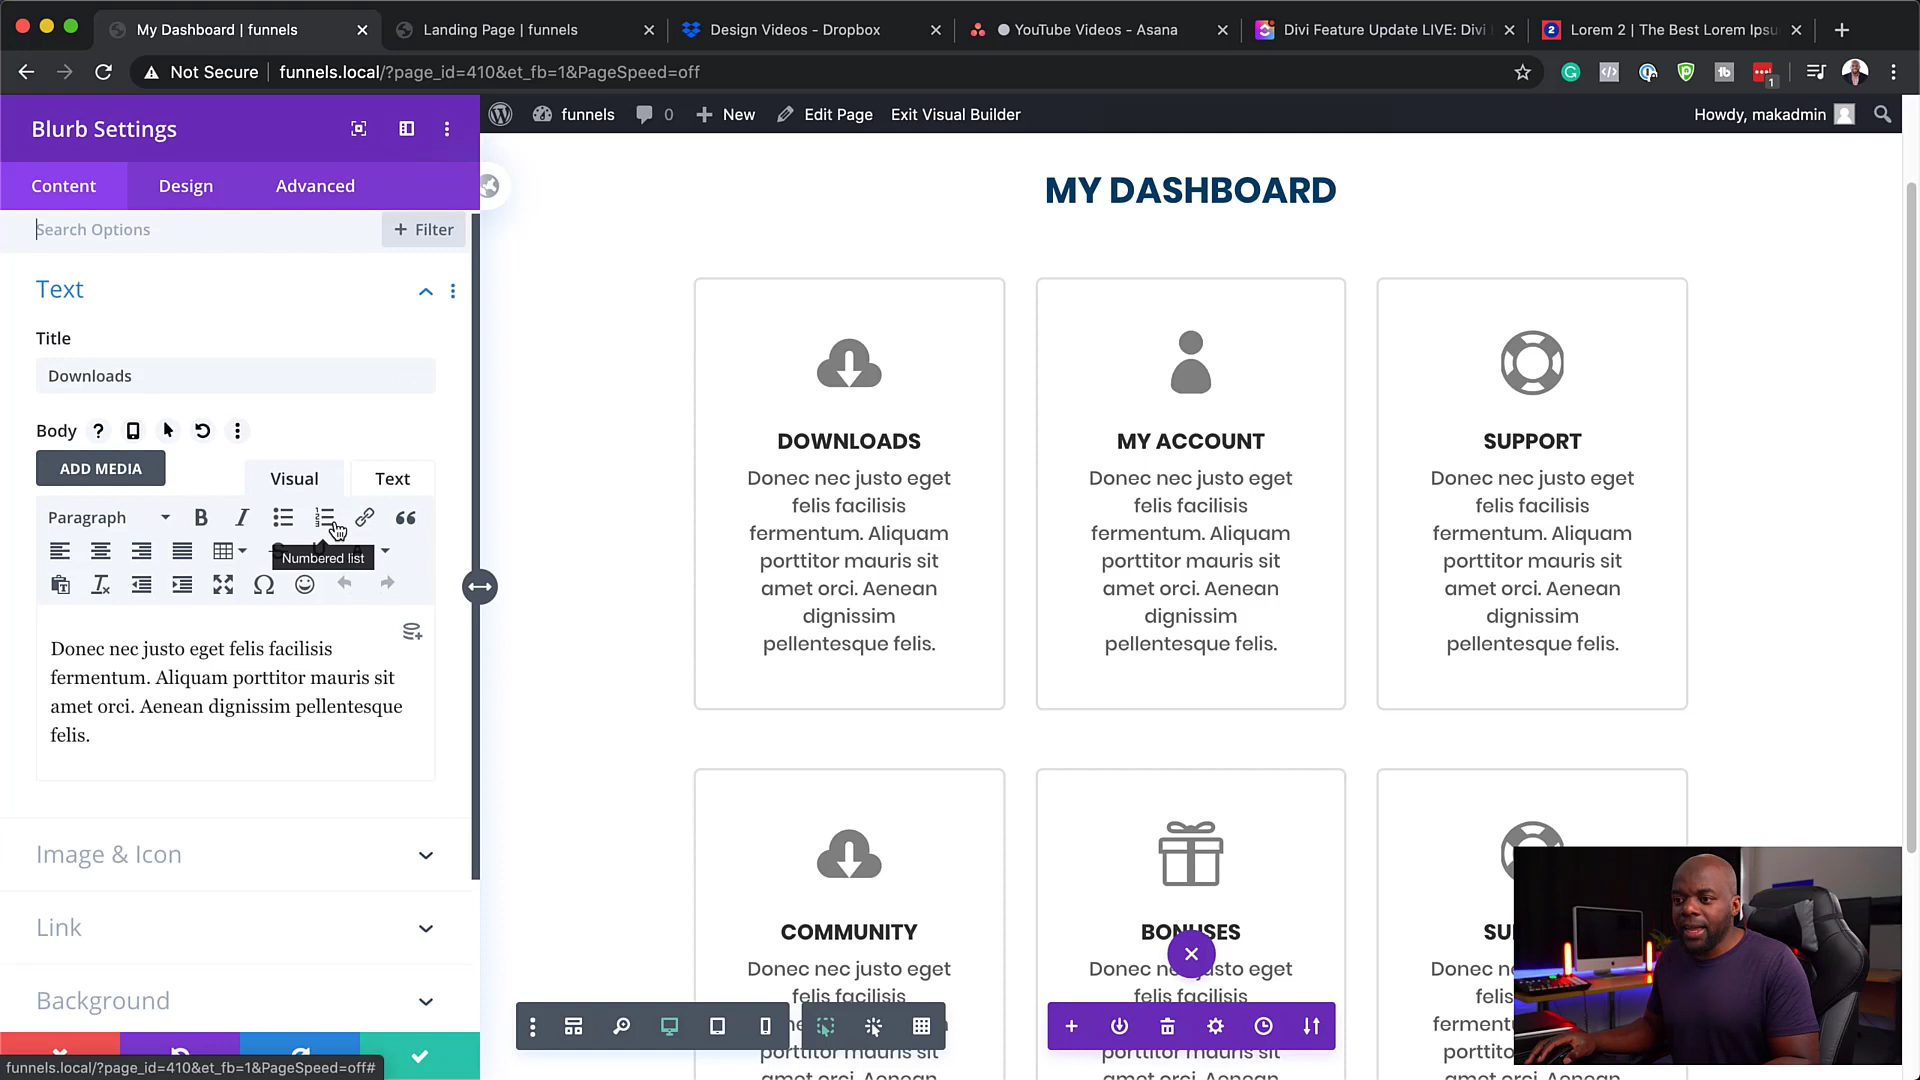 My Dashboard | funnels
Landing Page | funnels
Design Videos - Dropbox
YouTube Videos - Asana
Divi Feature Update LIVE: Divi
Lorem 2 | The Best Lorem Ipsu
Not Secure
funnels.local/?page_id=410&et_fb=1&PageSpeed=off
1
Blurb Settings
funnels
0
New
Edit Page
Exit Visual Builder
Howdy, makadmin
Content
Design
Advanced
Search Options
+ Filter
Text
Title
Downloads
Body
ADD MEDIA
Visual
Text
Paragraph
B
I
Numbered list
Donec nec justo eget felis facilisis
fermentum. Aliquam porttitor mauris sit
amet orci. Aenean dignissim pellentesque
felis.
Image & Icon
Link
Background
funnels.local/?page_id=410&et_fb=1&PageSpeed=off#
MY DASHBOARD
DOWNLOADS
Donec nec justo eget
felis facilisis
fermentum. Aliquam
porttitor mauris sit
amet orci. Aenean
dignissim
pellentesque felis.
MY ACCOUNT
Donec nec justo eget
felis facilisis
fermentum. Aliquam
porttitor mauris sit
amet orci. Aenean
dignissim
pellentesque felis.
SUPPORT
Donec nec justo eget
felis facilisis
fermentum. Aliquam
porttitor mauris sit
amet orci. Aenean
dignissim
pellentesque felis.
COMMUNITY
Donec nec justo eget
felis facilisis
BONUSES
Donec nec justo eget
felis facilisis